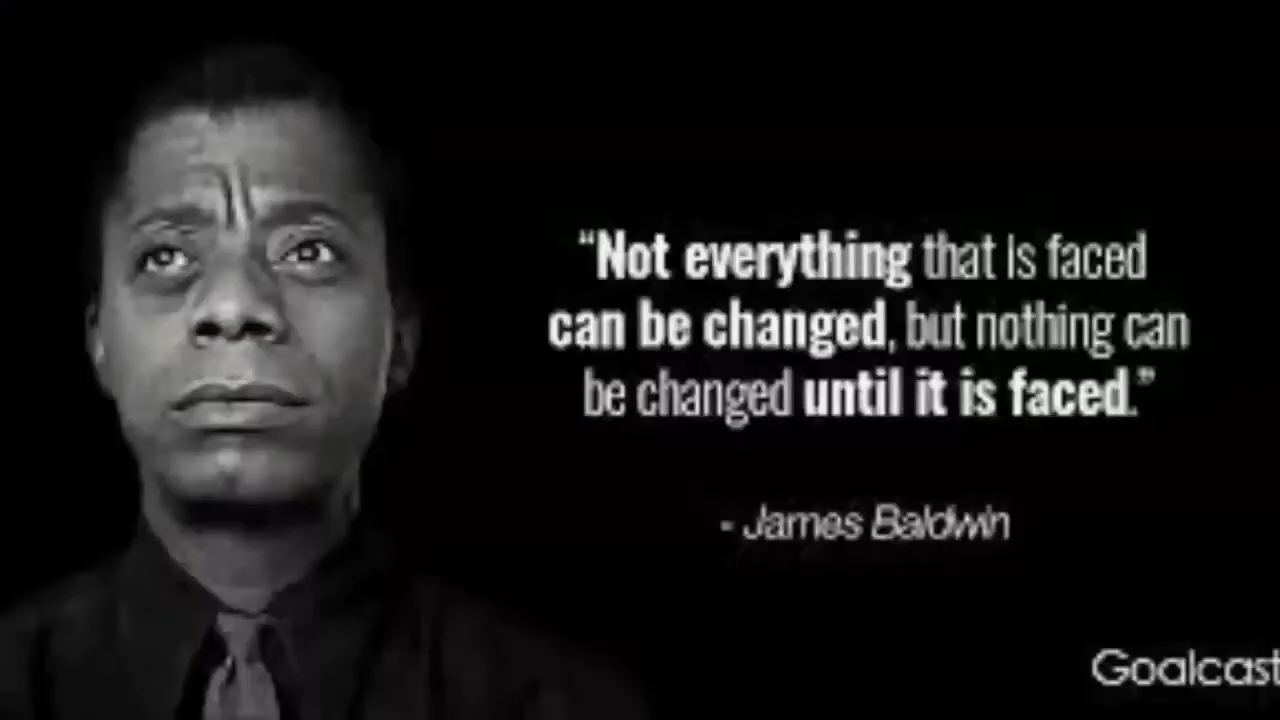 “Not everything that is faced
can be changed, but nothing can
be changed until it is faced.”
- James Baldwin
Goalcast